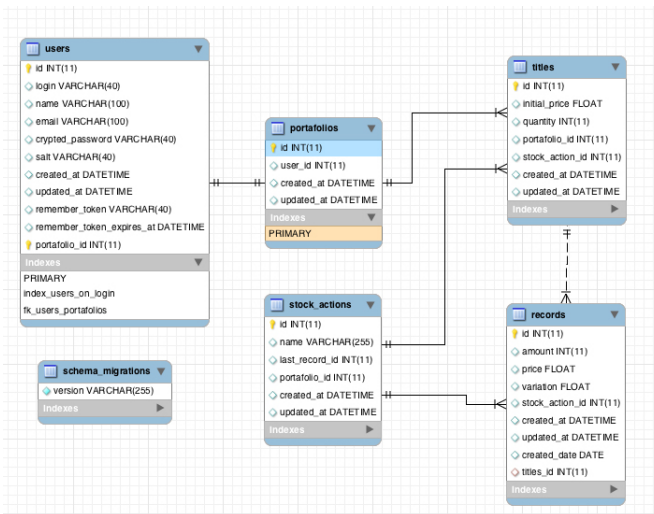 users
id INT(11)
login VARCHAR(40)
name VARCHAR(100)
email VARCHAR(100)
crypted_password VARCHAR(40)
salt VARCHAR(40)
created_at DATETIME
updated_at DATETIME
remember_token VARCHAR(40)
remember_token_expires_at DATETIME
portafolio_id INT(11)
Indexes
PRIMARY
index_users_on_login
fk_users_portafolios
schema_migrations
version VARCHAR(255)
Indexes
portafolios
id INT(11)
user_id INT(11)
created_at DATETIME
updated_at DATETIME
Indexes
PRIMARY
stock_actions
id INT(11)
name VARCHAR(255)
last_record_id INT(11)
portafolio_id INT(11)
created_at DATETIME
updated_at DATETIME
Indexes
titles
id INT(11)
initial_price FLOAT
quantity INT(11)
portafolio_id INT(11)
stock_action_id INT(11)
created_at DATETIME
updated_at DATETIME
Indexes
records
id INT(11)
amount INT(11)
price FLOAT
variation FLOAT
stock_action_id INT(11)
created_at DATETIME
updated_at DATETIME
created_date DATE
titles_id INT(11)
Indexes